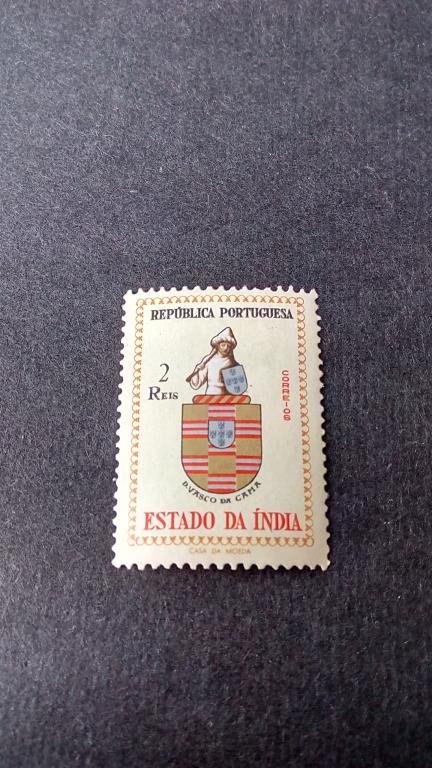 REPÚBLICA PORTUGUESA
2
REIS
CORREIOS
D. VASCO DA GAMA
ESTADO DA ÍNDIA
CASA DA MOEDA